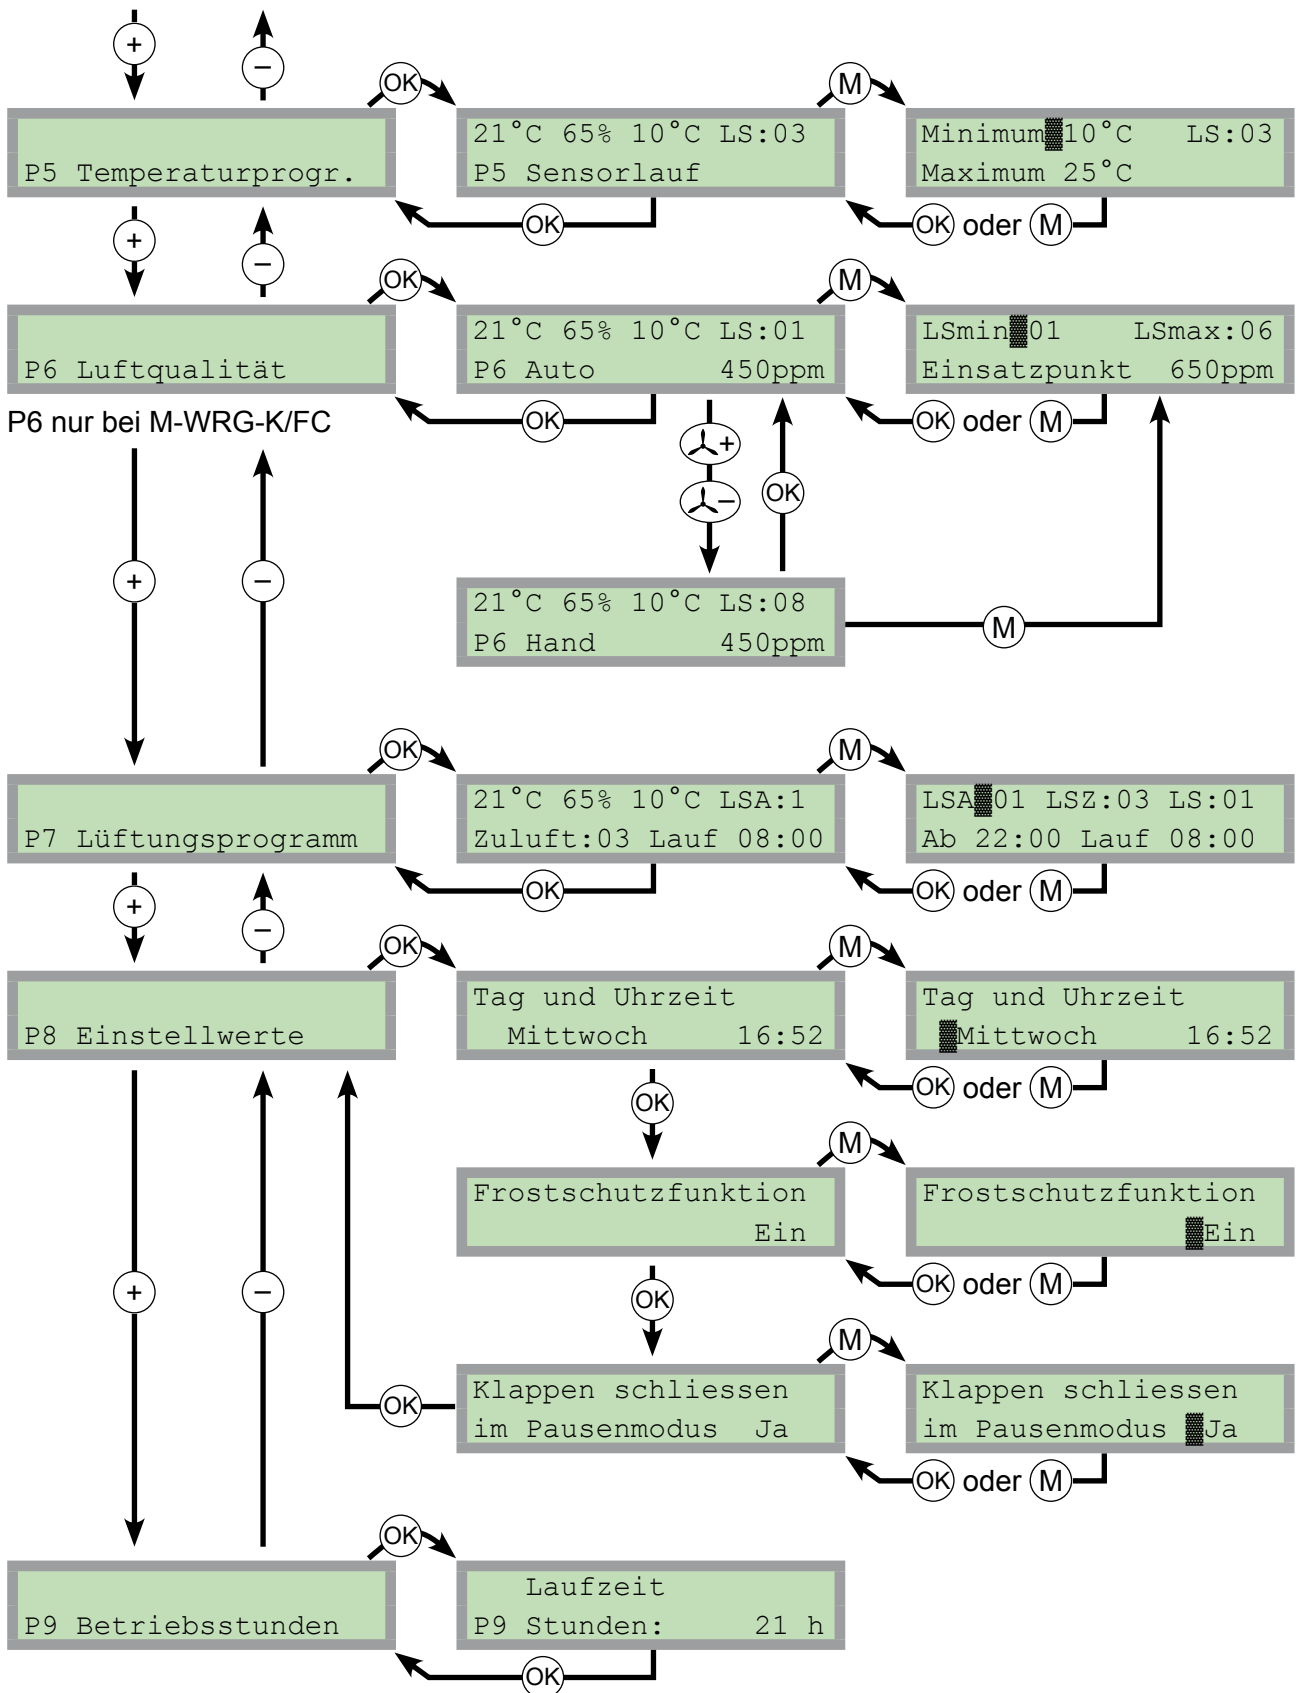 +
−
OK
M
P5 Temperaturprogr.
21°C 65% 10°C LS:03
P5 Sensorlauf
Minimum▓10°C LS:03
Maximum 25°C
OK
OK oder M
+
−
OK
M
P6 Luftqualität
21°C 65% 10°C LS:01
P6 Auto 450ppm
LSmin▓01 LSmax:06
Einsatzpunkt 650ppm
OK
OK oder M
P6 nur bei M-WRG-K/FC
+
−
OK
+
−
21°C 65% 10°C LS:08
P6 Hand 450ppm
M
OK
M
P7 Lüftungsprogramm
21°C 65% 10°C LSA:1
Zuluft:03 Lauf 08:00
LSA▓01 LSZ:03 LS:01
Ab 22:00 Lauf 08:00
OK
OK oder M
+
−
OK
M
P8 Einstellwerte
Tag und Uhrzeit
Mittwoch 16:52
Tag und Uhrzeit
▓Mittwoch 16:52
OK
OK oder M
M
Frostschutzfunktion
Ein
Frostschutzfunktion
▓Ein
+
−
OK
OK oder M
M
Klappen schliessen
im Pausenmodus Ja
Klappen schliessen
im Pausenmodus ▓Ja
OK
OK oder M
OK
P9 Betriebsstunden
Laufzeit
P9 Stunden: 21 h
OK